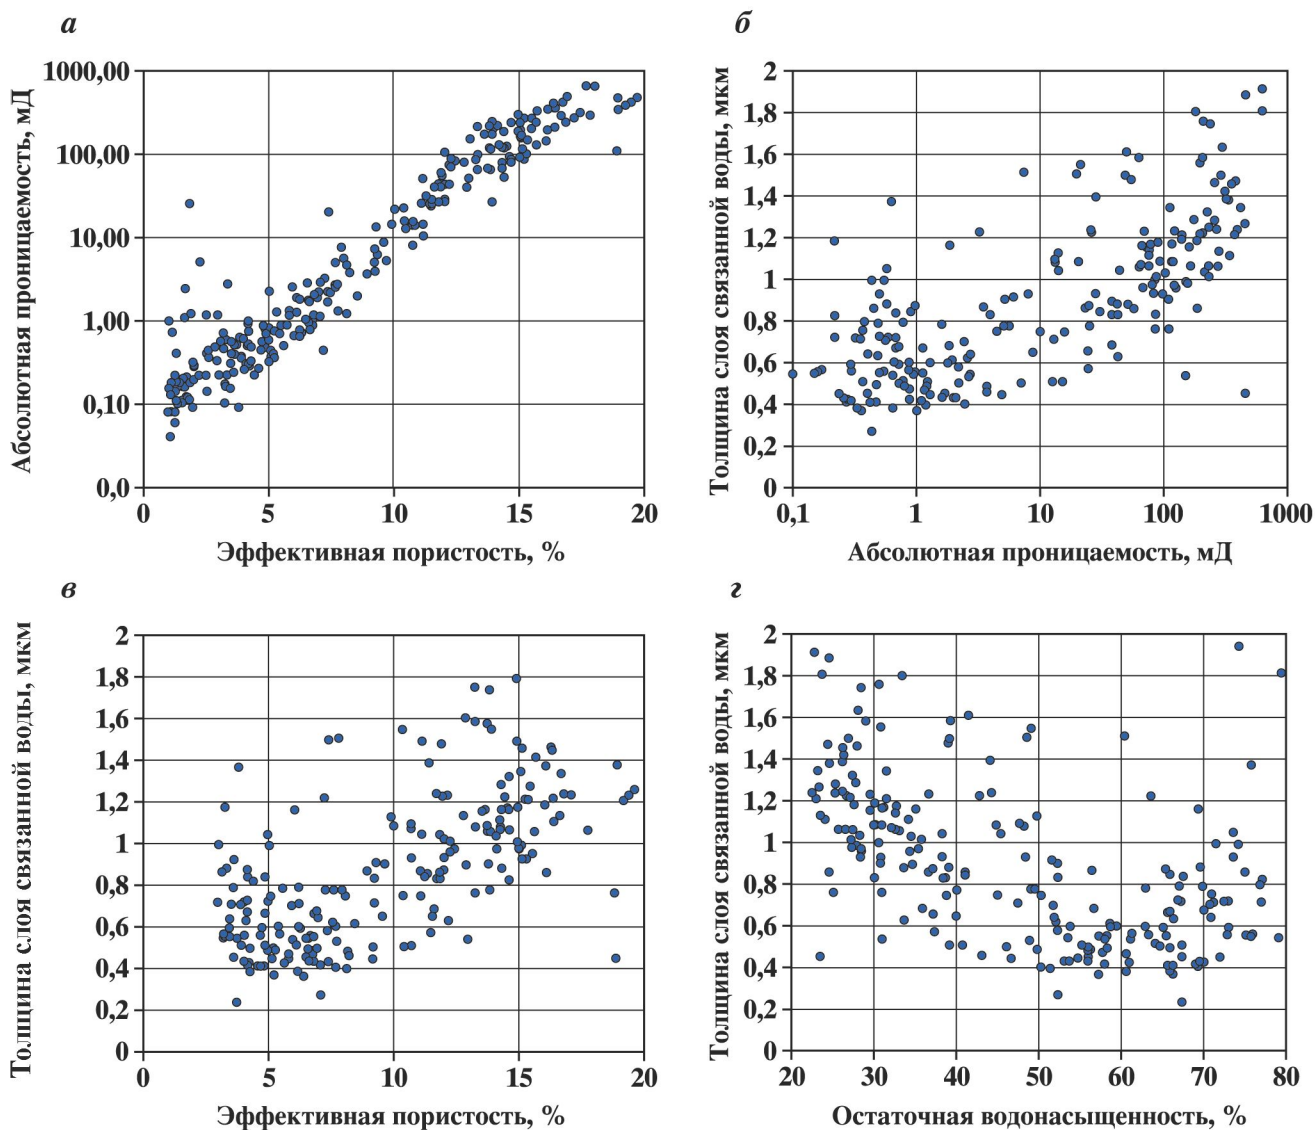 а
Абсолютная проницаемость, мД
1000,00
100,00
10,00
1,00
0,10
0,0
0 5 10 15 20
Эффективная пористость, %
б
Толщина слоя связанной воды, мкм
2
1,8
1,6
1,4
1,2
1
0,8
0,6
0,4
0,2
0
0,1 1 10 100 1000
Абсолютная проницаемость, мД
в
Толщина слоя связанной воды, мкм
2
1,8
1,6
1,4
1,2
1
0,8
0,6
0,4
0,2
0
0 5 10 15 20
Эффективная пористость, %
г
Толщина слоя связанной воды, мкм
2
1,8
1,6
1,4
1,2
1
0,8
0,6
0,4
0,2
0
20 30 40 50 60 70 80
Остаточная водонасыщенность, %